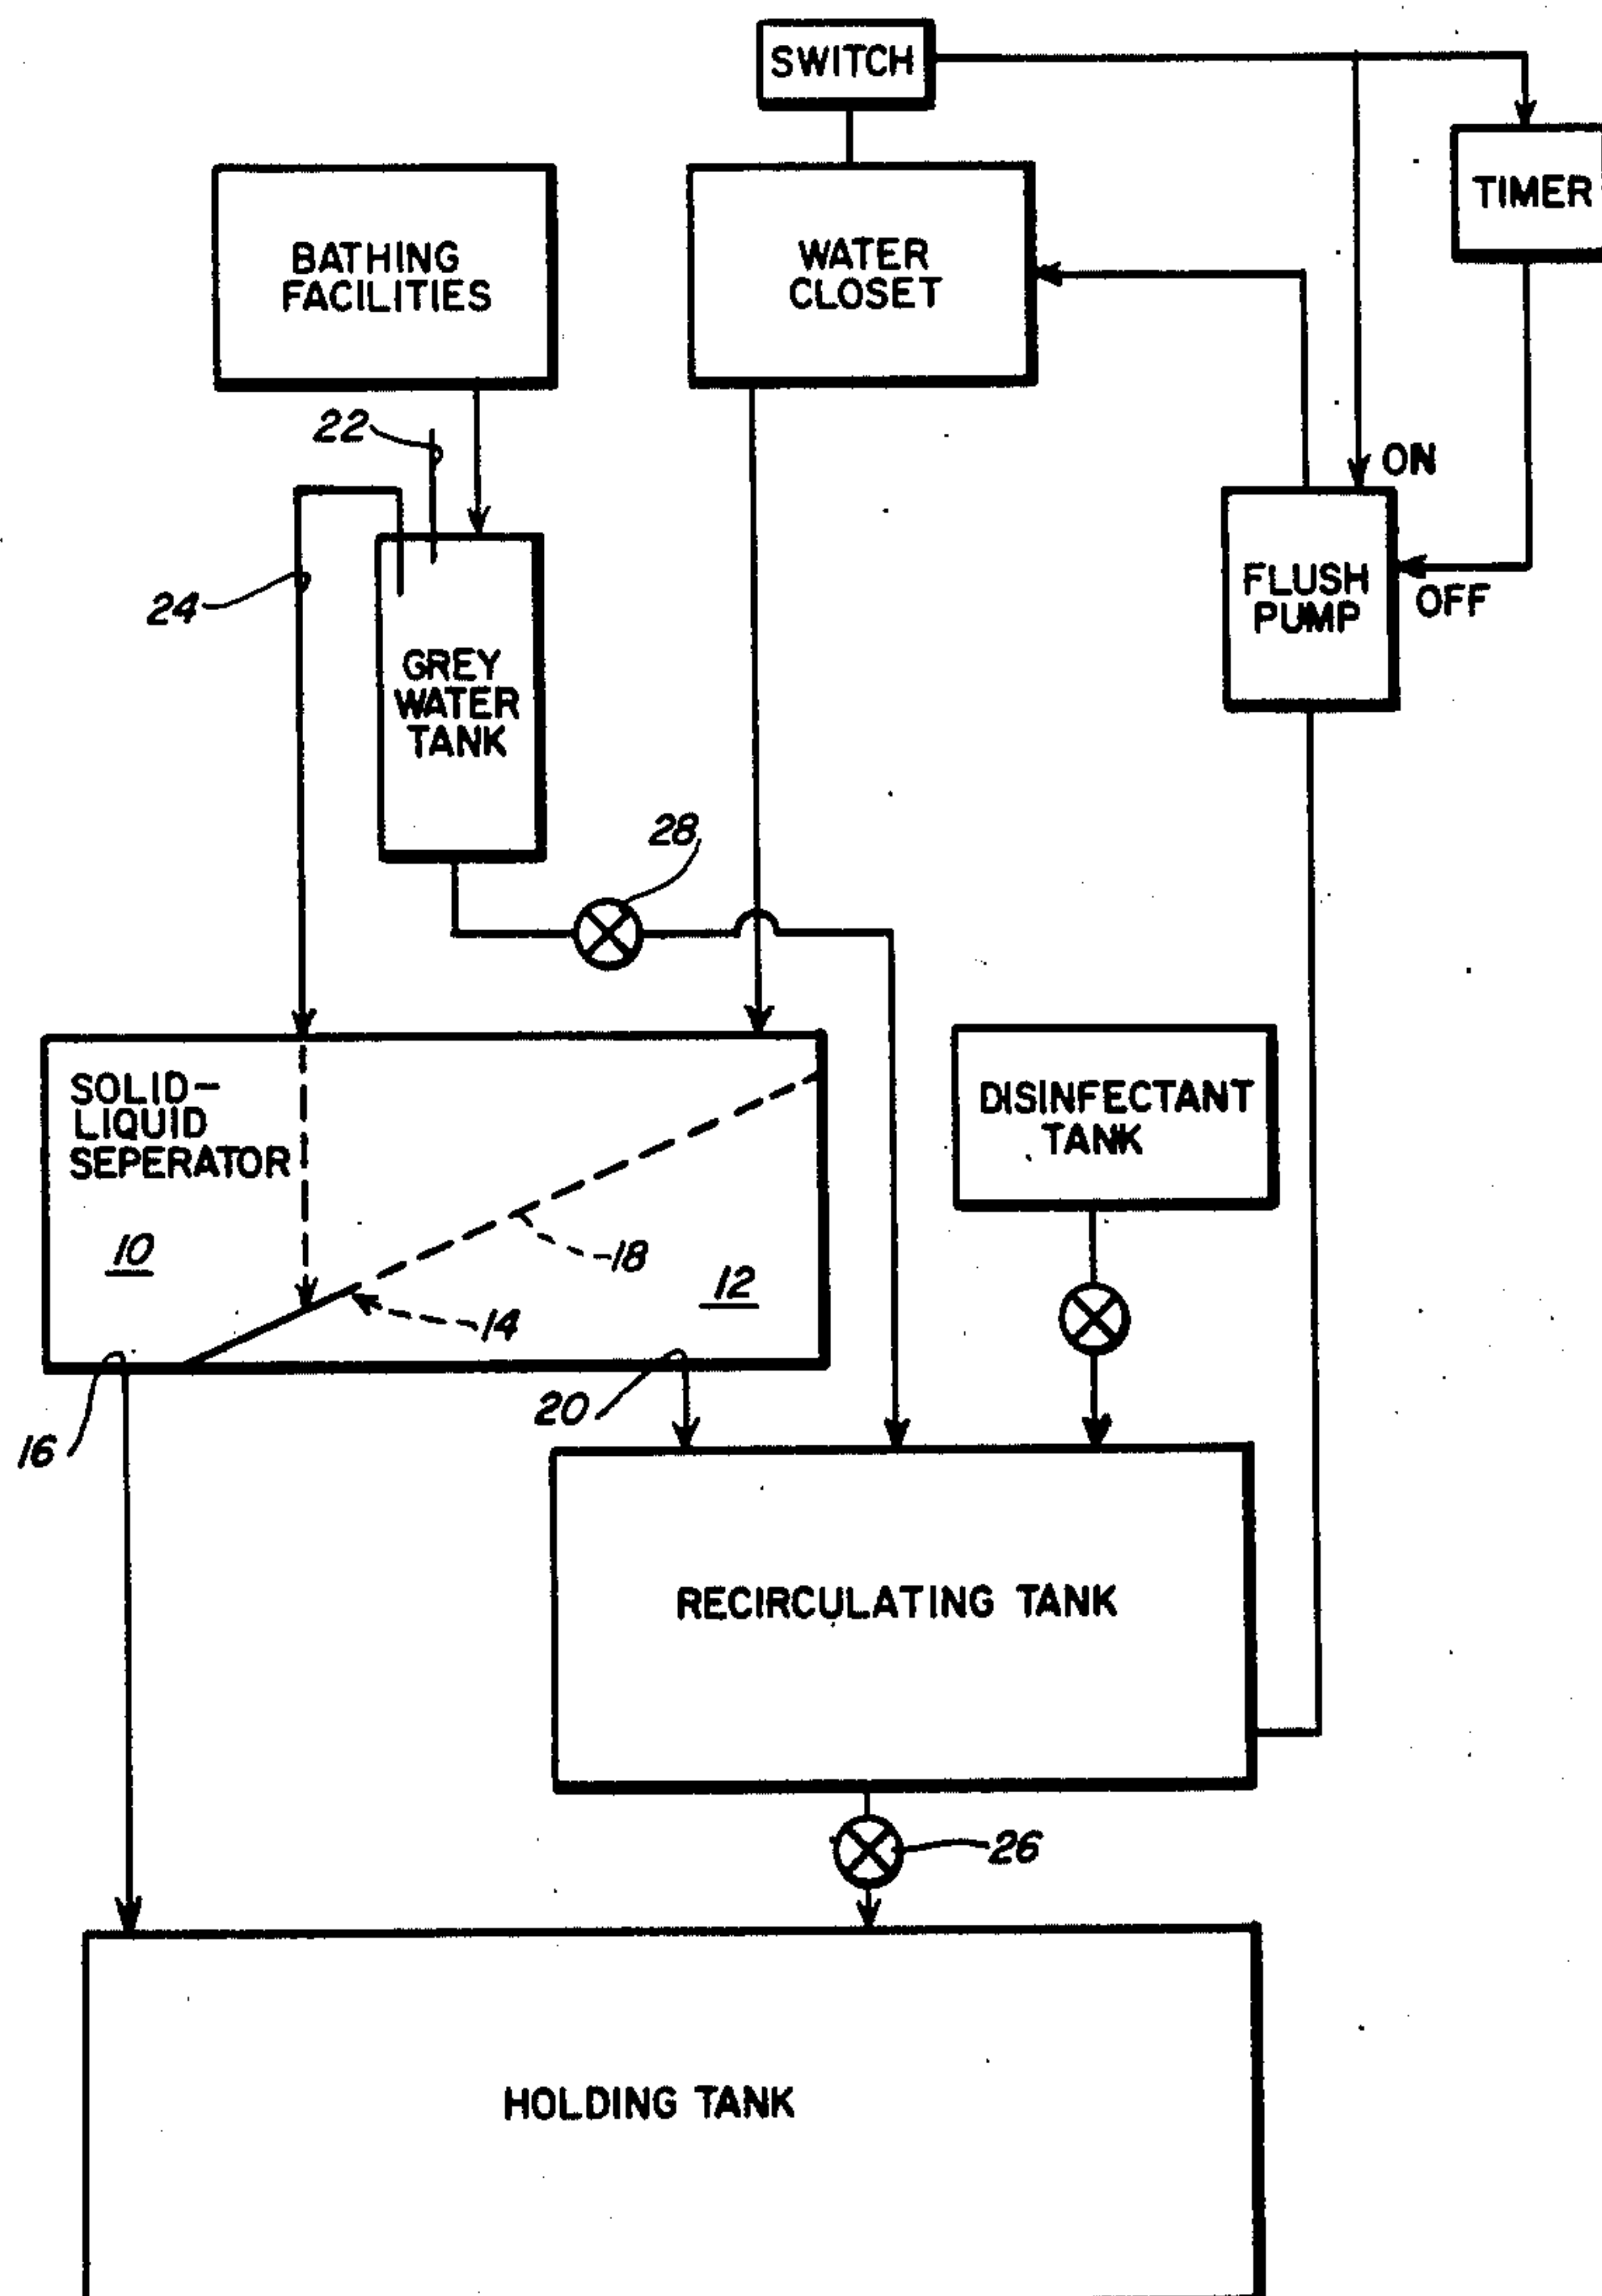 SWITCH
TIMER
BATHING
FACILITIES
WATER
CLOSET
22
ON
24
FLUSH
PUMP
OFF
GREY
WATER
TANK
28
SOLID-
LIQUID
SEPERATOR
DISINFECTANT
TANK
10
18
12
14
20
16
RECIRCULATING TANK
26
HOLDING TANK